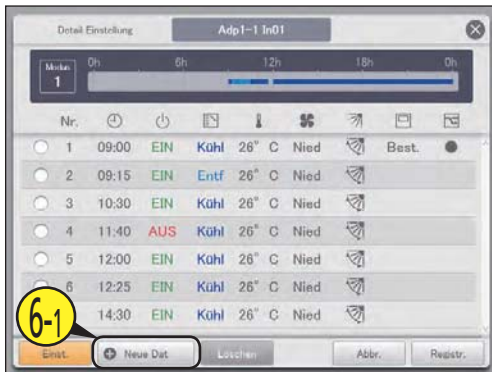 Detail Einstellung Adp1-1 In01
Modus 1 0h 6h 12h 18h 0h
Nr.
1 09:00 EIN Kühl 26° C Nied Best.
2 09:15 EIN Entf 26° C Nied
3 10:30 EIN Kühl 26° C Nied
4 11:40 AUS Kühl 26° C Nied
5 12:00 EIN Kühl 26° C Nied
6 12:25 EIN Kühl 26° C Nied
14:30 EIN Kühl 26° C Nied
6-1
Einst. Neue Dat Löschen Abbr. Registr.